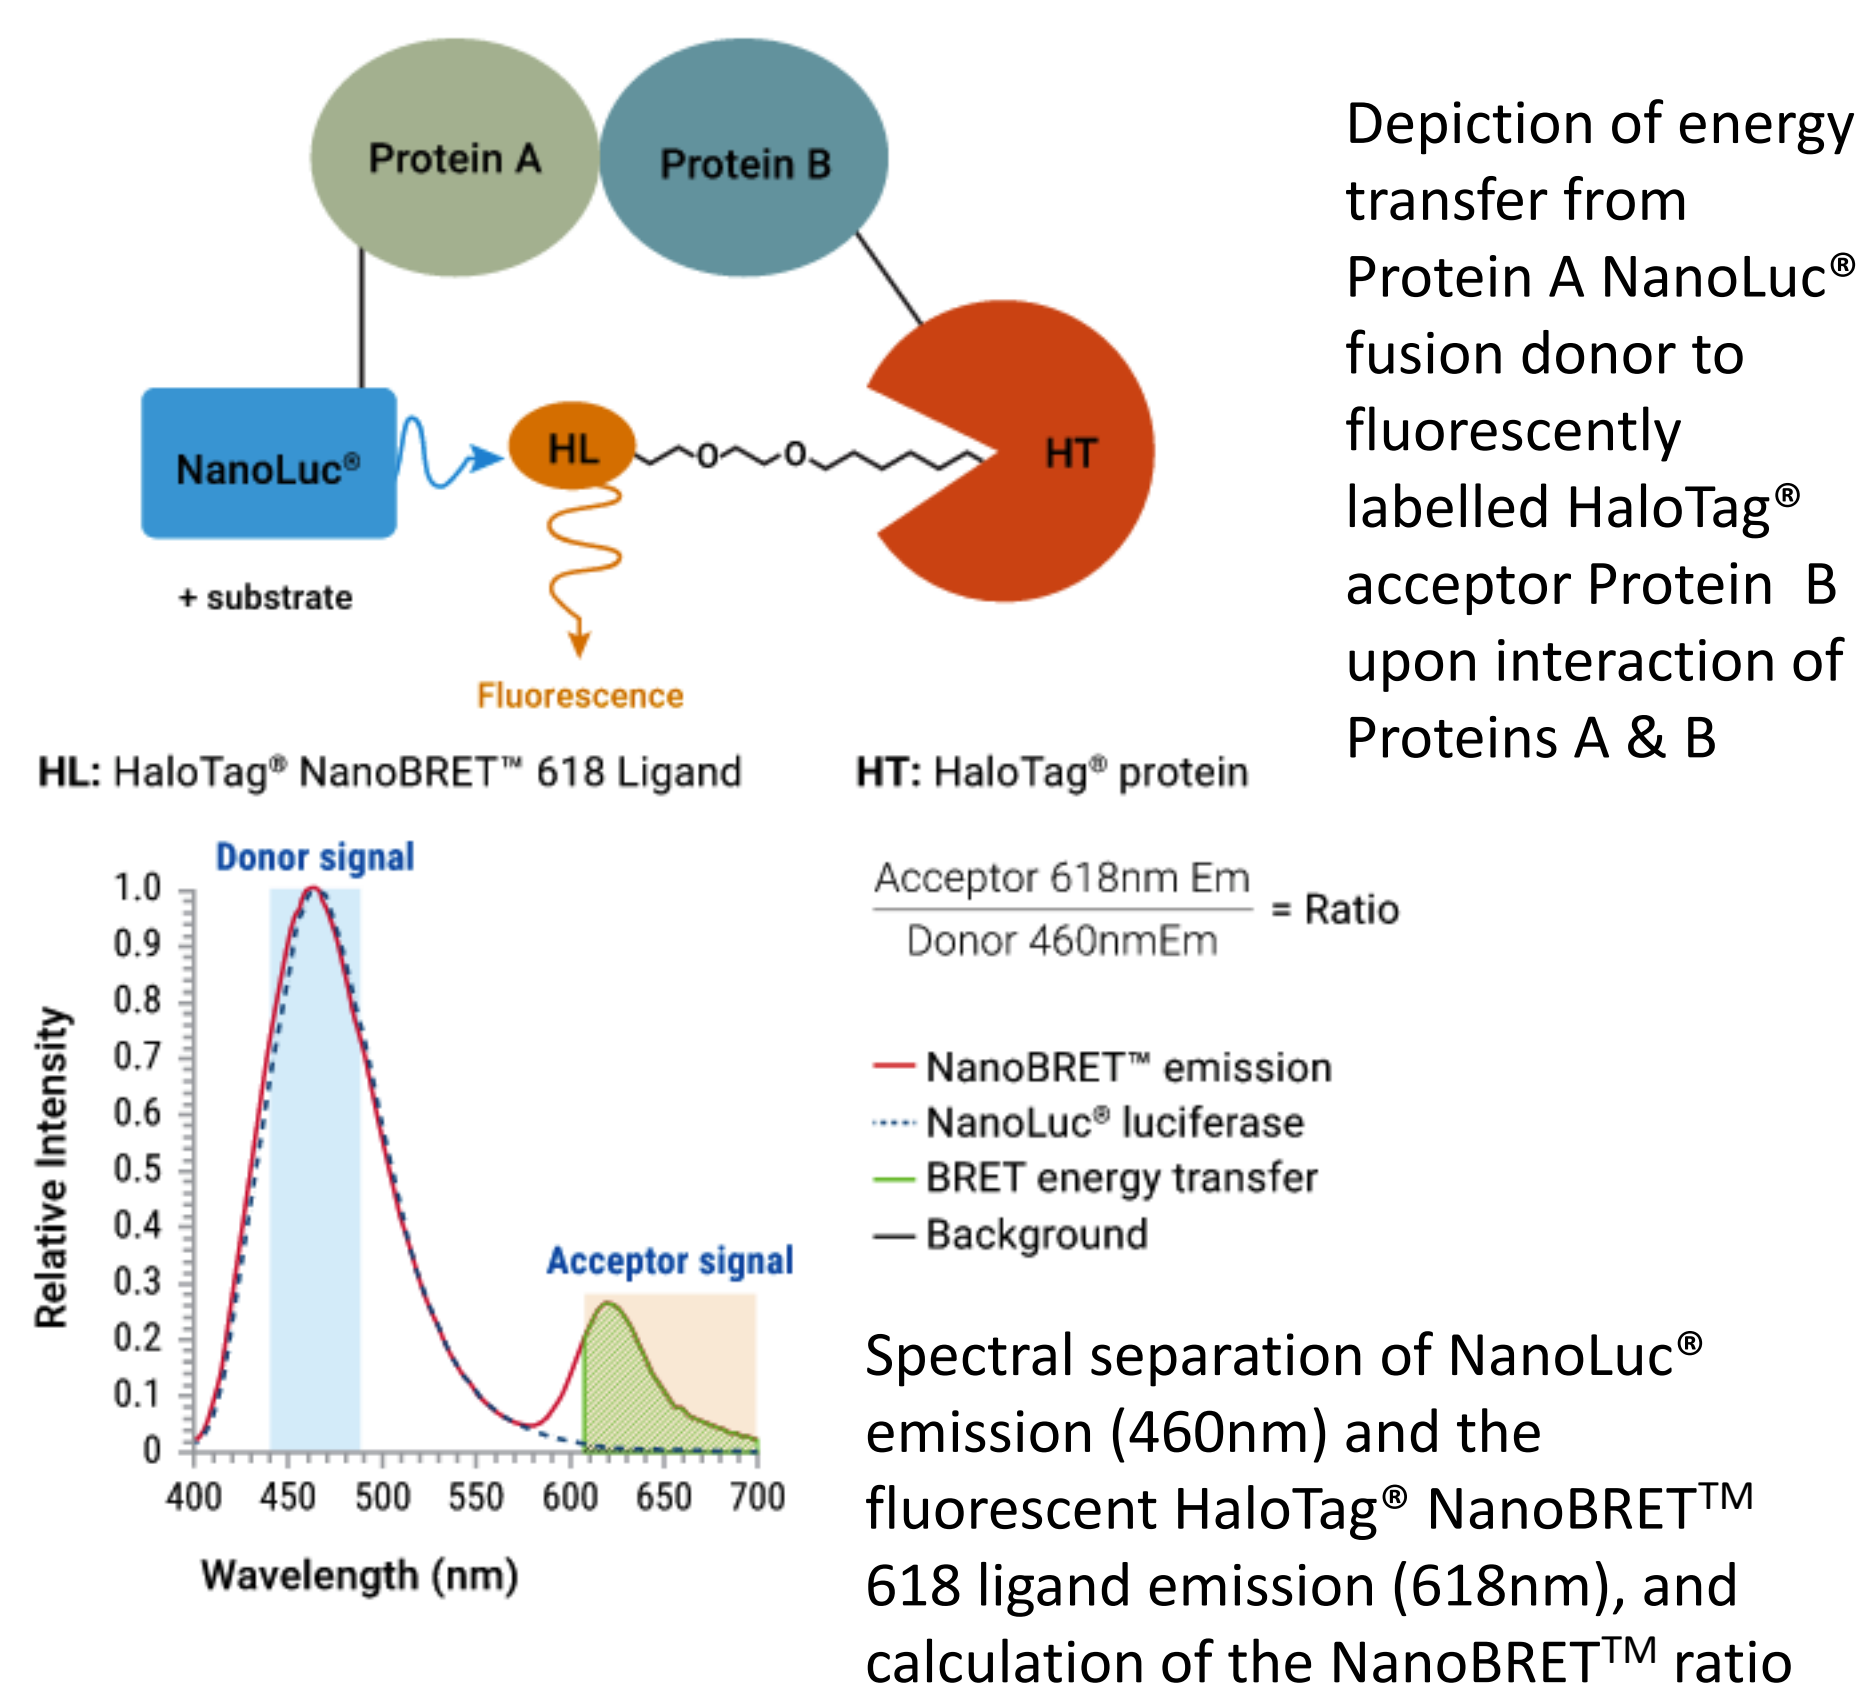 Protein A
Protein B
Depiction of energy
transfer from
Protein A NanoLuc®
fusion donor to
fluorescently
labelled HaloTag®
acceptor Protein  B
upon interaction of
Proteins A & B
NanoLuc®
HL
O
O
HT
+ substrate
Fluorescence
HL: HaloTag® NanoBRET™ 618 Ligand
HT: HaloTag® protein
Donor signal
Acceptor signal
Relative Intensity
1.0
0.9
0.8
0.7
0.6
0.5
0.4
0.3
0.2
0.1
0
400 450 500 550 600 650 700
Wavelength (nm)
Acceptor 618nm Em
Donor 460nmEm
= Ratio
NanoBRET™ emission
NanoLuc® luciferase
BRET energy transfer
Background
Spectral separation of NanoLuc®
emission (460nm) and the
fluorescent HaloTag® NanoBRETTM
618 ligand emission (618nm), and
calculation of the NanoBRETTM ratio